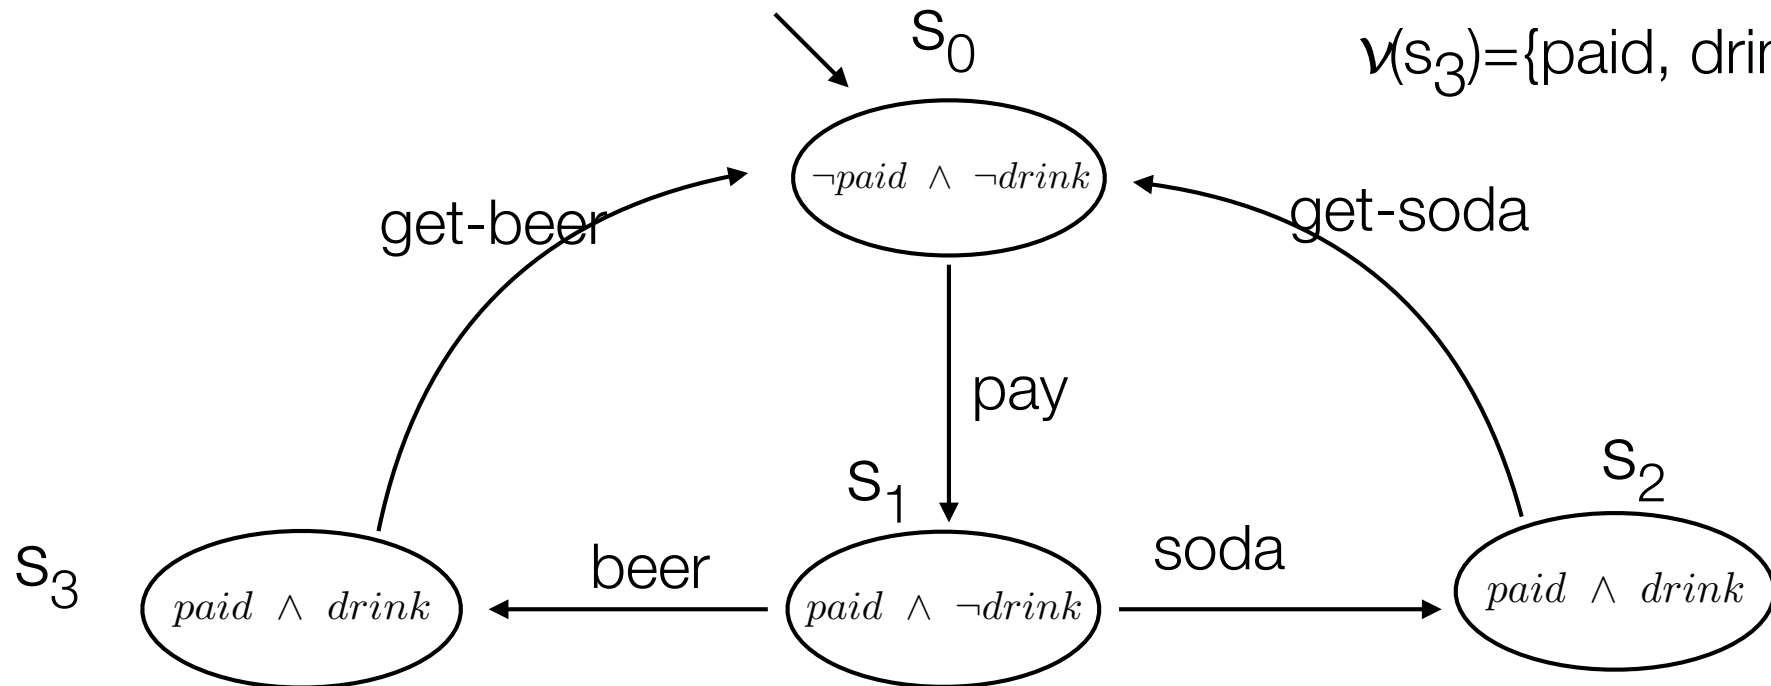 s₀
ν(s₃)={paid,
¬paid ∧ ¬drink
get-beer
get-soda
pay
s₁
s₂
s₃
beer
soda
paid ∧ drink
paid ∧ ¬drink
paid ∧ drink